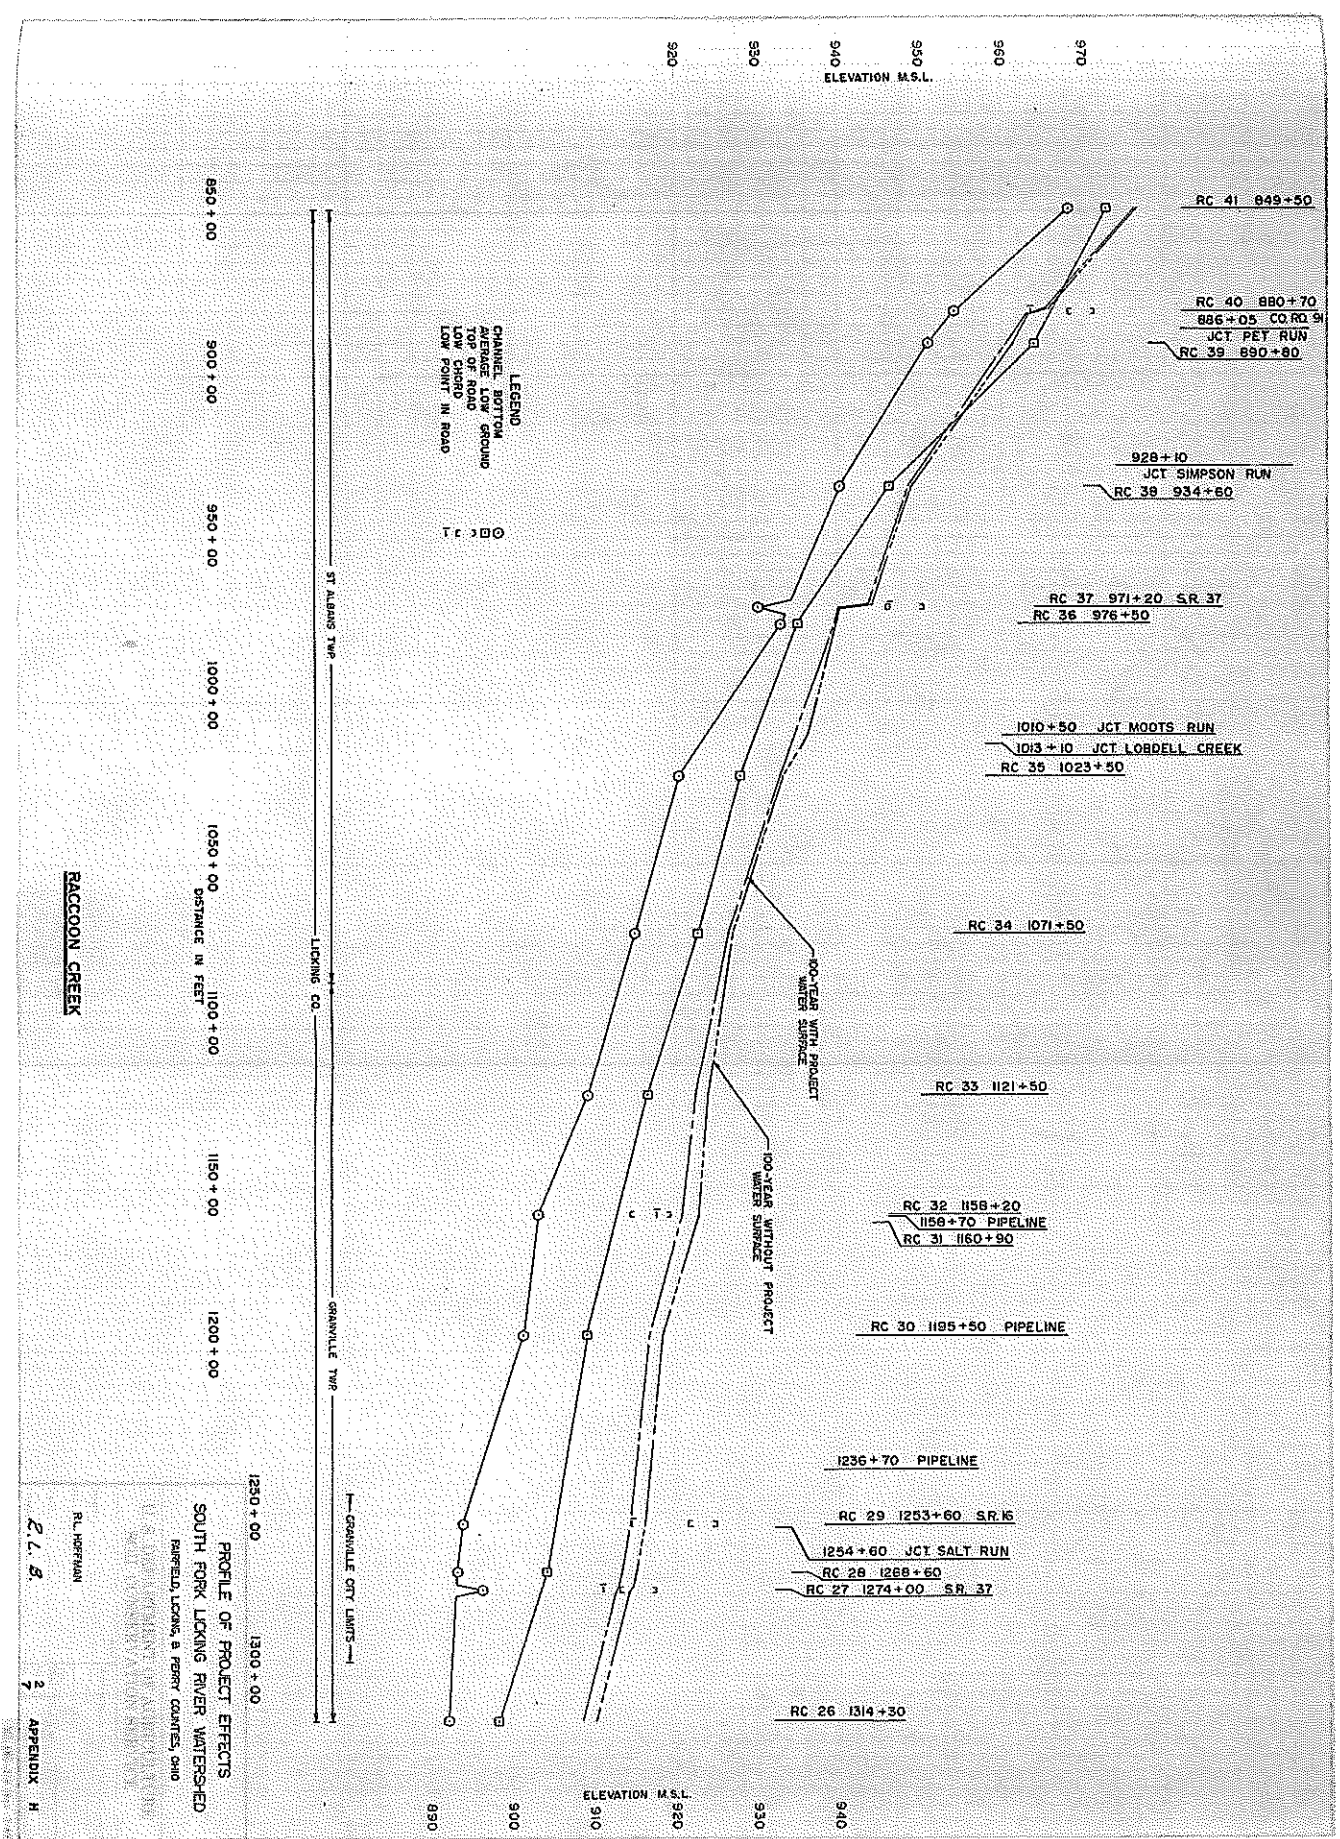 920
930
940
950
960
970
ELEVATION M.S.L.
RC 41 849+50
RC 40 880+70
886+05 CO. RD. 91
JCT. PET RUN
RC 39 890+80
928+10
JCT SIMPSON RUN
RC 38 934+60
RC 37 971+20 S.R. 37
RC 36 976+50
1010+50 JCT MOOTS RUN
1013+10 JCT LOBDELL CREEK
RC 35 1023+50
RC 34 1071+50
RC 33 1121+50
RC 32 1158+20
1158+70 PIPELINE
RC 31 1160+90
RC 30 1195+50 PIPELINE
1236+70 PIPELINE
RC 29 1253+60 S.R. 16
1254+60 JCT SALT RUN
RC 28 1268+60
RC 27 1274+00 S.R. 37
RC 26 1314+30
100-YEAR WITH PROJECT
WATER SURFACE
100-YEAR WITHOUT PROJECT
WATER SURFACE
LEGEND
CHANNEL BOTTOM
AVERAGE LOW GROUND
TOP OF ROAD
LOW CHORD
LOW POINT IN ROAD
ST. ALBANS TWP.
GRANVILLE TWP.
LICKING CO.
GRANVILLE CITY LIMITS
850+00
900+00
950+00
1000+00
1050+00
1100+00
1150+00
1200+00
1250+00
1300+00
DISTANCE IN FEET
RACCOON CREEK
890
900
910
920
930
940
ELEVATION M.S.L.
PROFILE OF PROJECT EFFECTS
SOUTH FORK LICKING RIVER WATERSHED
FAIRFIELD, LICKING, & PERRY COUNTIES, OHIO
R.L. HOFFMAN
R.L.B.
2
7
APPENDIX H